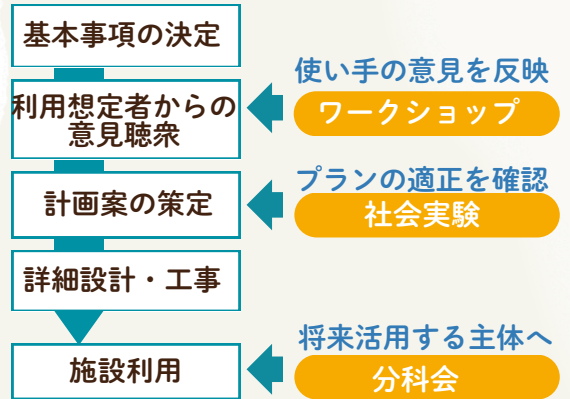 基本事項の決定
使い手の意見を反映
利用想定者からの
意見聴衆
ワークショップ
プランの適正を確認
計画案の策定
社会実験
詳細設計・工事
将来活用する主体へ
施設利用
分科会